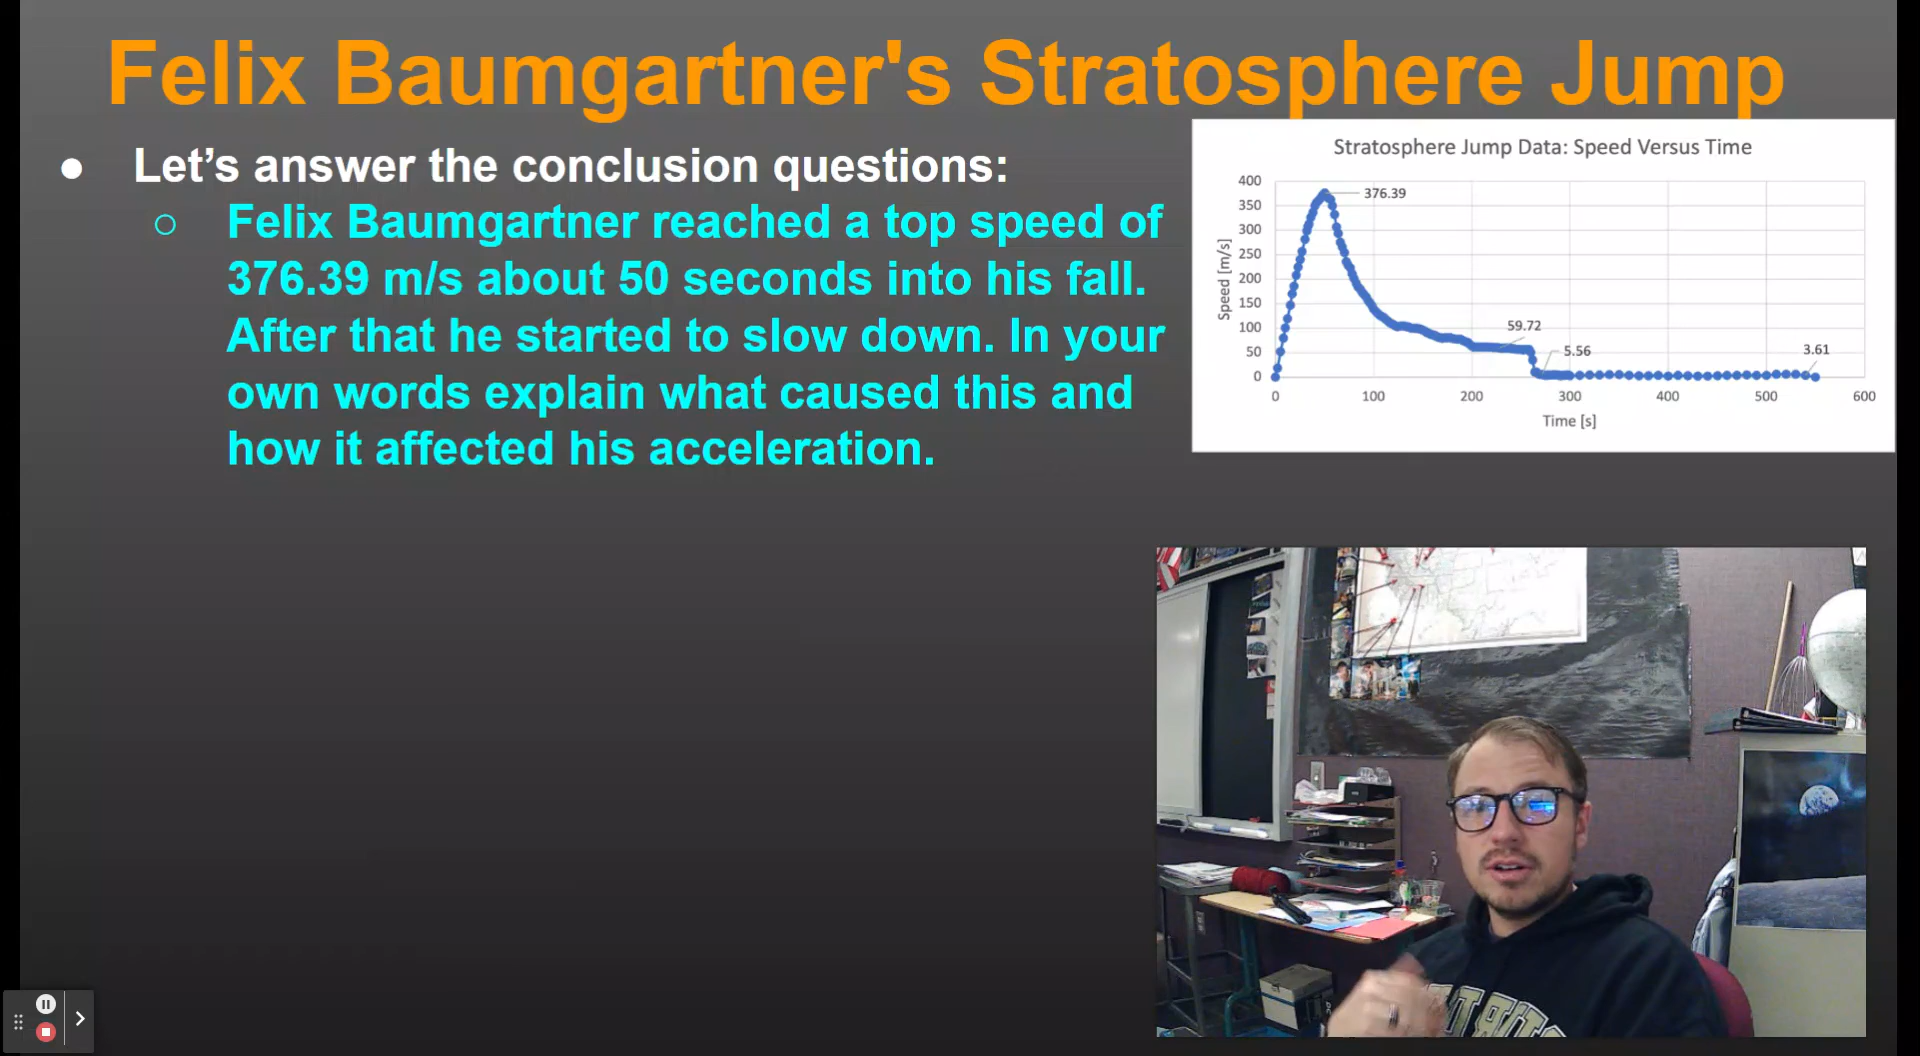 Felix Baumgartner's Stratosphere Jump
● Let's answer the conclusion questions:
○ Felix Baumgartner reached a top speed of
376.39 m/s about 50 seconds into his fall.
After that he started to slow down. In your
own words explain what caused this and
how it affected his acceleration.
Stratosphere Jump Data: Speed Versus Time
400
350
300
250
200
150
100
50
0
Speed [m/s]
376.39
59.72
5.56
3.61
0 100 200 300 400 500 600
Time [s]